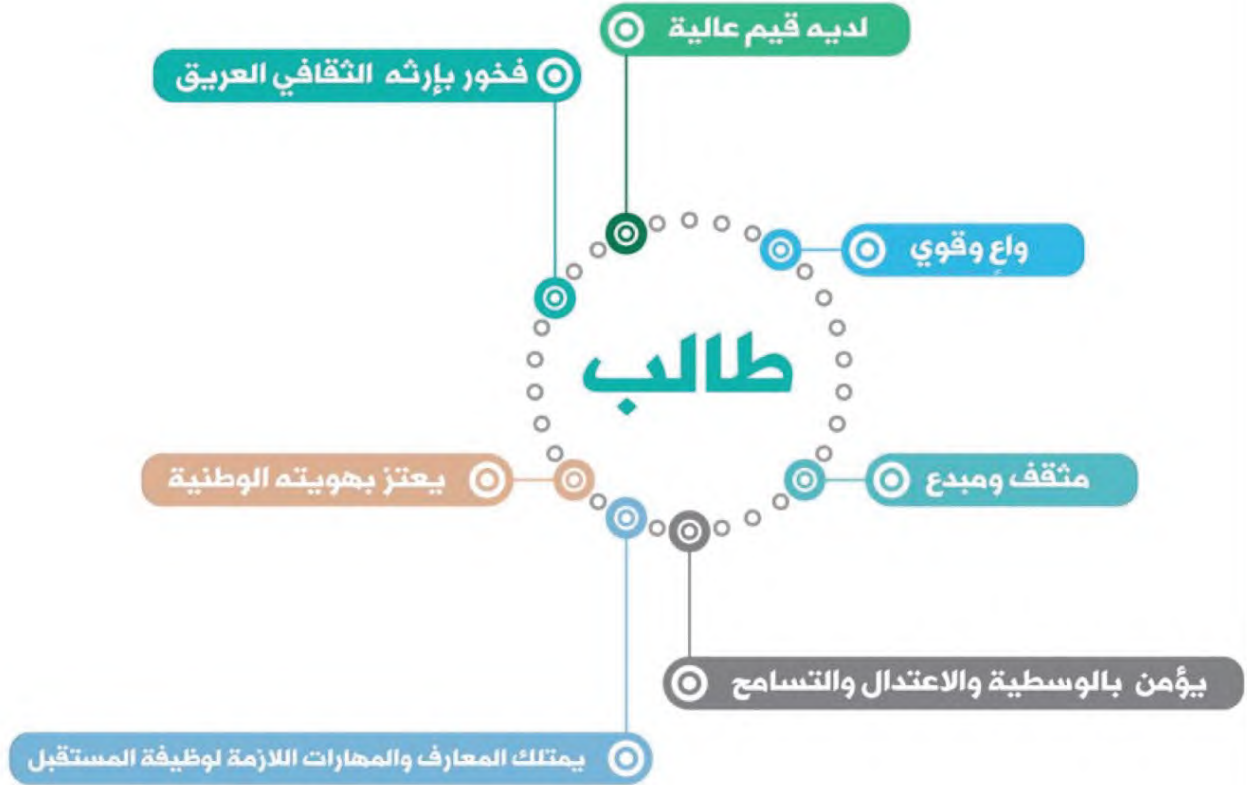 لديه قيم عالية
فخور بإرثه الثقافي العريق
واعٍ وقوي
طالب
مثقف ومبدع
يعتز بهويته الوطنية
يؤمن بالوسطية والاعتدال والتسامح
يمتلك المعارف والمهارات اللازمة لوظيفة المستقبل